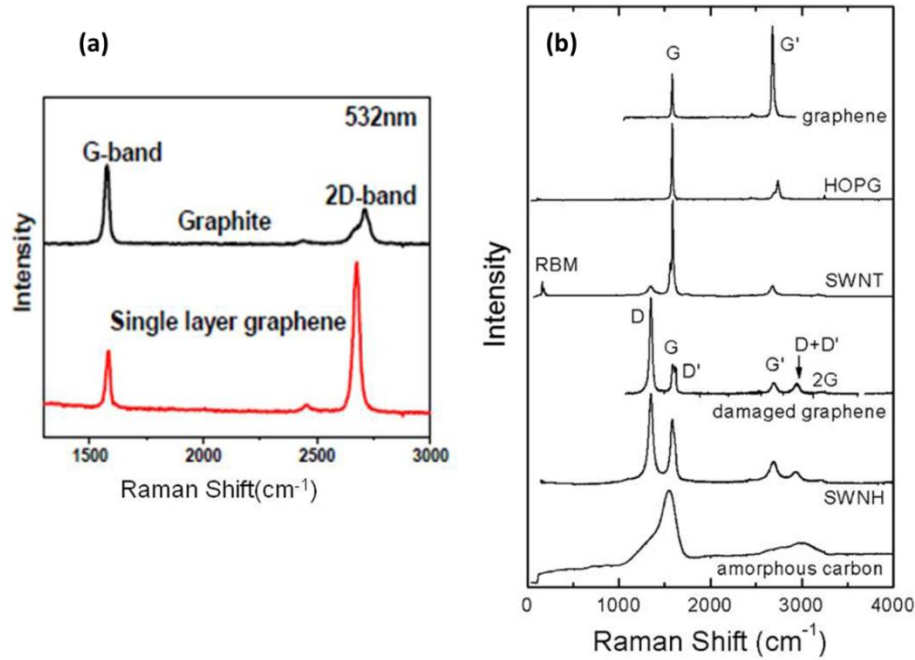 (a)
532nm
G-band
2D-band
Graphite
Single layer graphene
Intensity
1500 2000 2500 3000
Raman Shift(cm-1)
(b)
G
G'
graphene
HOPG
RBM
SWNT
D
G
D'
G'
D+D'
2G
damaged graphene
SWNH
amorphous carbon
Intensity
0 1000 2000 3000 4000
Raman Shift (cm-1)